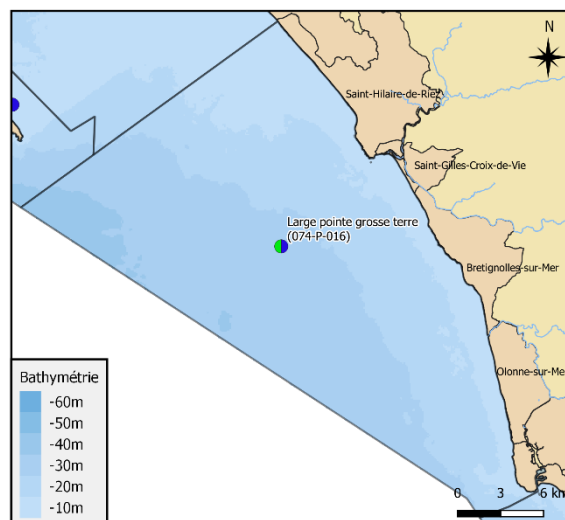 N
Saint-Hilaire-de-Riez
Saint-Gilles-Croix-de-Vie
Large pointe grosse terre
(074-P-016)
Bretignolles-sur-Mer
Olonne-sur-Me
Bathymétrie
-60m
-50m
-40m
-30m
-20m
-10m
0 3 6 km